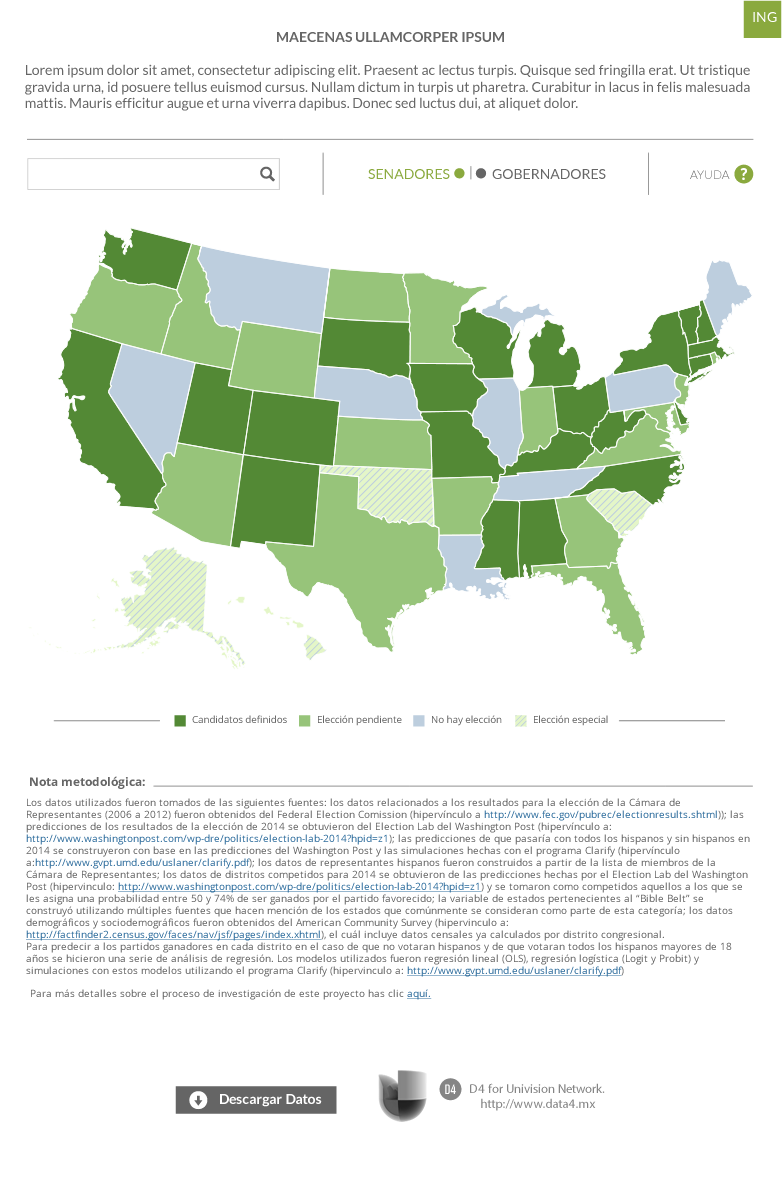 ING
MAECENAS ULLAMCORPER IPSUM
Lorem ipsum dolor sit amet, consectetur adipiscing elit. Praesent ac lectus turpis. Quisque sed fringilla erat. Ut tristique
gravida urna, id posuere tellus euismod cursus. Nullam dictum in turpis ut pharetra. Curabitur in lacus in felis malesuada
mattis. Mauris efficitur augue et urna viverra dapibus. Donec sed luctus dui, at aliquet dolor.
SENADORES | GOBERNADORES
AYUDA ?
Candidatos definidos Elección pendiente No hay elección Elección especial
Nota metodológica:
Los datos utilizados fueron tomados de las siguientes fuentes: los datos relacionados a los resultados para la elección de la Cámara de
Representantes (2006 a 2012) fueron obtenidos del Federal Election Comission (hipervínculo a http://www.fec.gov/pubrec/electionresults.shtml)); las
predicciones de los resultados de la elección de 2014 se obtuvieron del Election Lab del Washington Post (hipervínculo a:
http://www.washingtonpost.com/wp-dre/politics/election-lab-2014?hpid=z1); las predicciones de que pasaría con todos los hispanos y sin hispanos en
2014 se construyeron con base en las predicciones del Washington Post y las simulaciones hechas con el programa Clarify (hipervínculo
a:http://www.gvpt.umd.edu/uslaner/clarify.pdf); los datos de representantes hispanos fueron construidos a partir de la lista de miembros de la
Cámara de Representantes; los datos de distritos competidos para 2014 se obtuvieron de las predicciones hechas por el Election Lab del Washington
Post (hipervinculo: http://www.washingtonpost.com/wp-dre/politics/election-lab-2014?hpid=z1) y se tomaron como competidos aquellos a los que se
les asigna una probabilidad entre 50 y 74% de ser ganados por el partido favorecido; la variable de estados pertenecientes al “Bible Belt” se
construyó utilizando múltiples fuentes que hacen mención de los estados que comúnmente se consideran como parte de esta categoría; los datos
demográficos y sociodemográficos fueron obtenidos del American Community Survey (hipervinculo a:
http://factfinder2.census.gov/faces/nav/jsf/pages/index.xhtml), el cuál incluye datos censales ya calculados por distrito congresional.
Para predecir a los partidos ganadores en cada distrito en el caso de que no votaran hispanos y de que votaran todos los hispanos mayores de 18
años se hicieron una serie de análisis de regresión. Los modelos utilizados fueron regresión lineal (OLS), regresión logística (Logit y Probit) y
simulaciones con estos modelos utilizando el programa Clarify (hipervinculo a: http://www.gvpt.umd.edu/uslaner/clarify.pdf)
Para más detalles sobre el proceso de investigación de este proyecto has clic aquí.
Descargar Datos
D4 D4 for Univision Network.
http://www.data4.mx